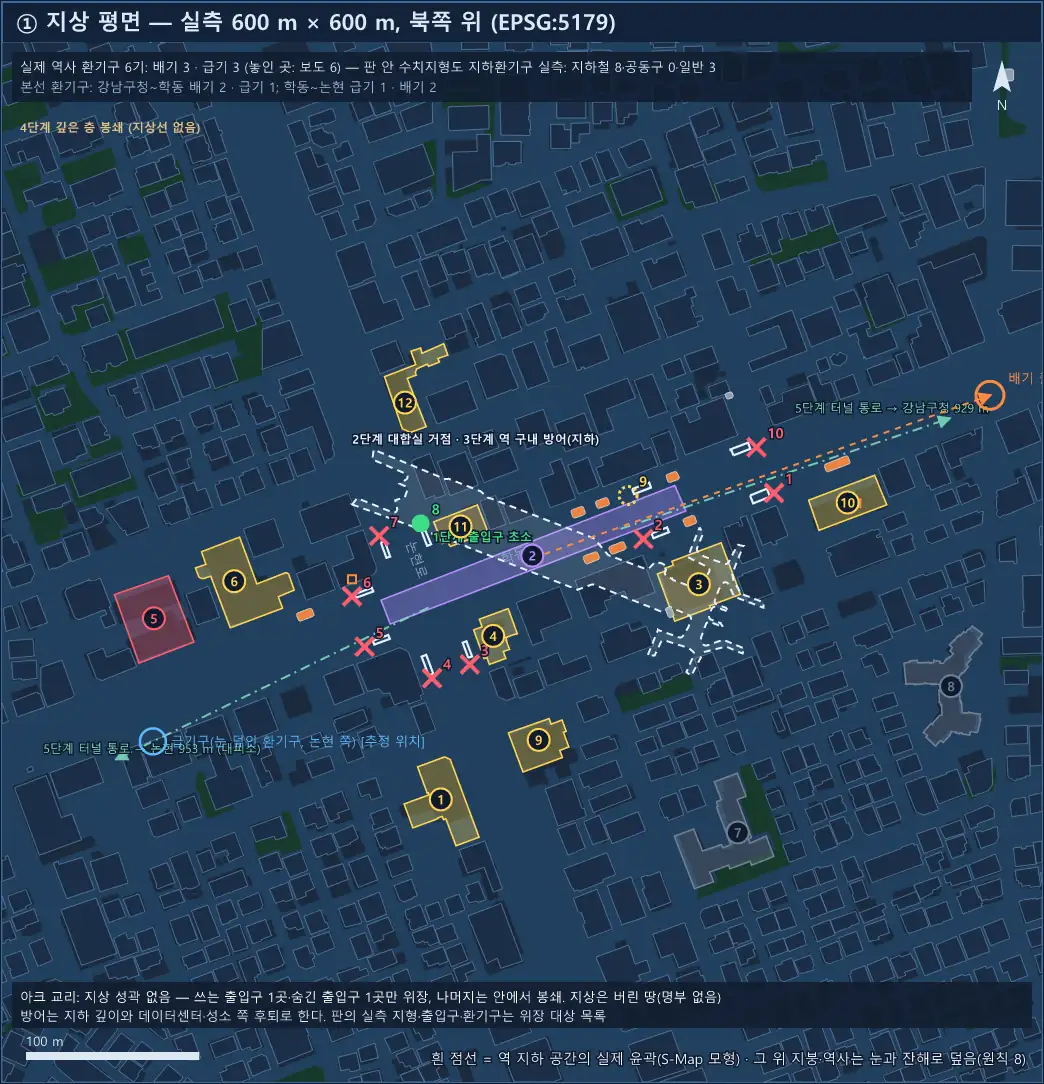 ① 지상 평면 — 실측 600 m × 600 m, 북쪽 위 (EPSG:5179)
실제 역사 환기구 6기: 배기 3 · 급기 3 (놓인 곳: 보도 6) — 판 안 수치지형도 지하환기구 실측: 지하철 8·공동구 0·일반 3
본선 환기구: 강남구청~학동 배기 2 · 급기 1; 학동~논현 급기 1 · 배기 2
N
4단계 깊은 층 봉쇄 (지상선 없음)
배기
5단계 터널 통로 → 강남구청 929 m
12
2단계 대합실 거점 · 3단계 역 구내 방어(지하)
10
1
9
10
8
7
11
1단계 출입구 초소
2
논현로
2
6
6
3
5
5
4
3
4
8
급기구(눈 덮인 환기구, 논현 쪽) [추정 위치]
5단계 터널 통로 → 논현 953 m (대피소)
9
1
7
아크 교리: 지상 성곽 없음 — 쓰는 출입구 1곳·숨긴 출입구 1곳만 위장, 나머지는 안에서 봉쇄. 지상은 버린 땅(명부 없음)
방어는 지하 깊이와 데이터센터·성소 쪽 후퇴로 한다. 판의 실측 지형·출입구·환기구는 위장 대상 목록
100 m
흰 점선 = 역 지하 공간의 실제 윤곽(S-Map 모형) · 그 위 지붕·역사는 눈과 잔해로 덮음(원칙 8)